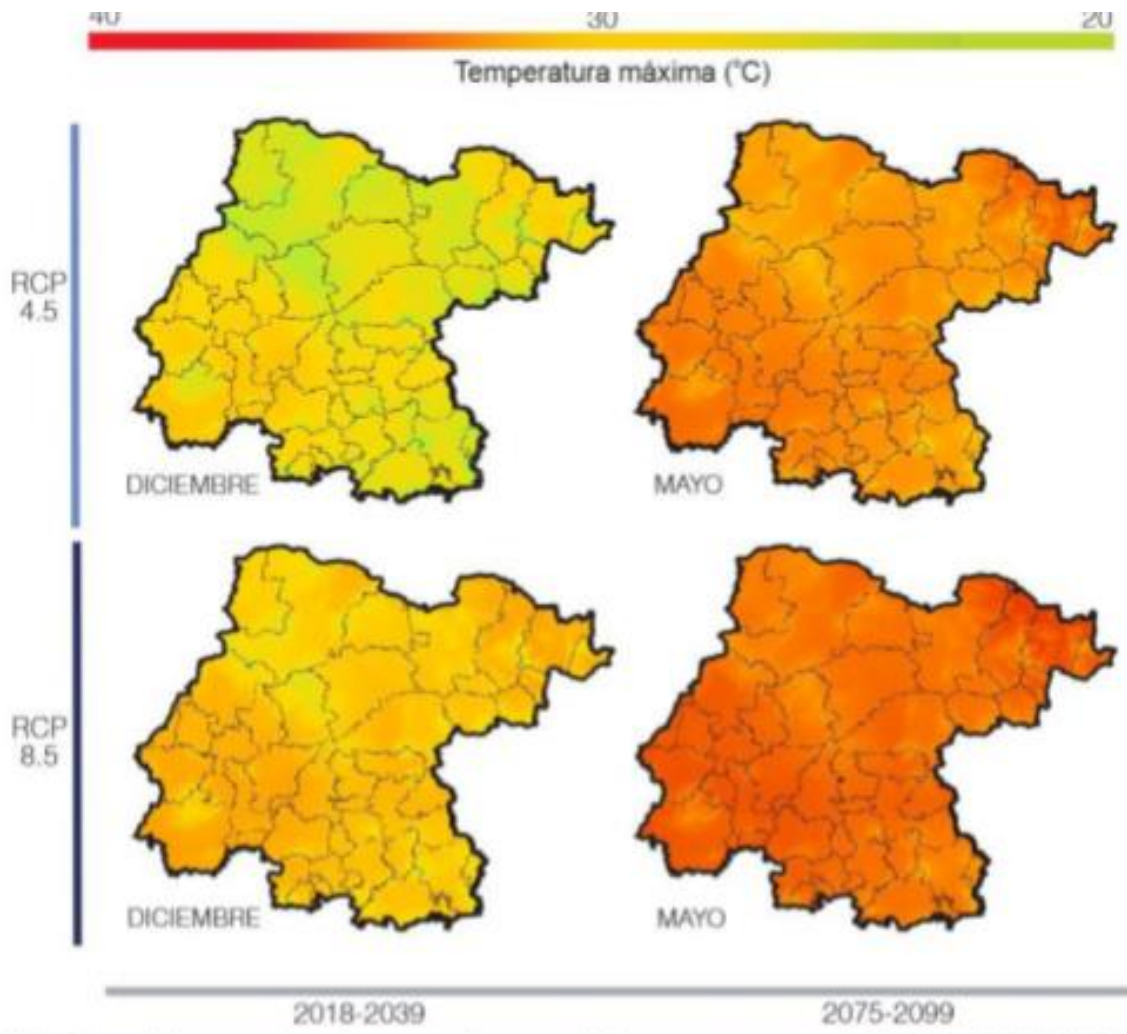 40 30 20
Temperatura máxima (°C)
RCP
4.5
DICIEMBRE MAYO
RCP
8.5
DICIEMBRE MAYO
2018-2039 2075-2099